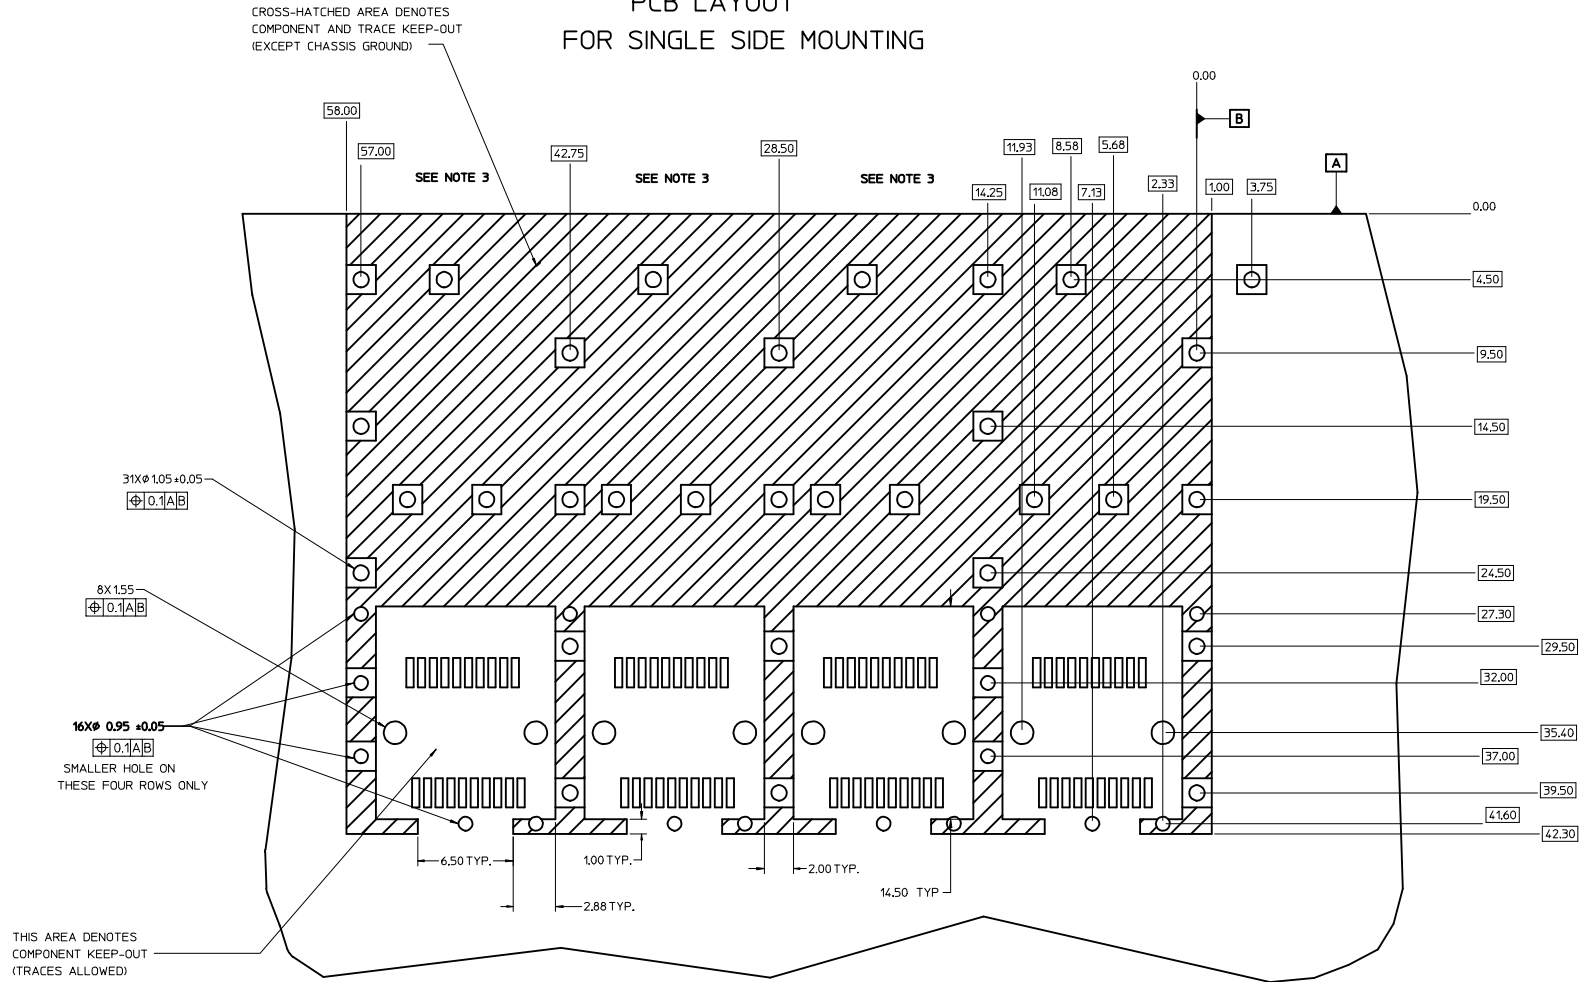 CROSS-HATCHED AREA DENOTES
COMPONENT AND TRACE KEEP-OUT
(EXCEPT CHASSIS GROUND)
PCB LAYOUT
FOR SINGLE SIDE MOUNTING
0.00
B
58.00
57.00
42.75
28.50
11.93
8.58
5.68
A
SEE NOTE 3
SEE NOTE 3
SEE NOTE 3
14.25
11.08
7.13
2.33
1.00
3.75
0.00
4.50
9.50
14.50
31X⌀1.05±0.05
⌖ 0.1 A B
19.50
24.50
8X 1.55
⌖ 0.1 A B
27.30
29.50
32.00
16X⌀ 0.95 ±0.05
⌖ 0.1 A B
SMALLER HOLE ON
THESE FOUR ROWS ONLY
35.40
37.00
39.50
41.60
42.30
6.50 TYP.
1.00 TYP.
2.00 TYP.
14.50 TYP
2.88 TYP.
THIS AREA DENOTES
COMPONENT KEEP-OUT
(TRACES ALLOWED)